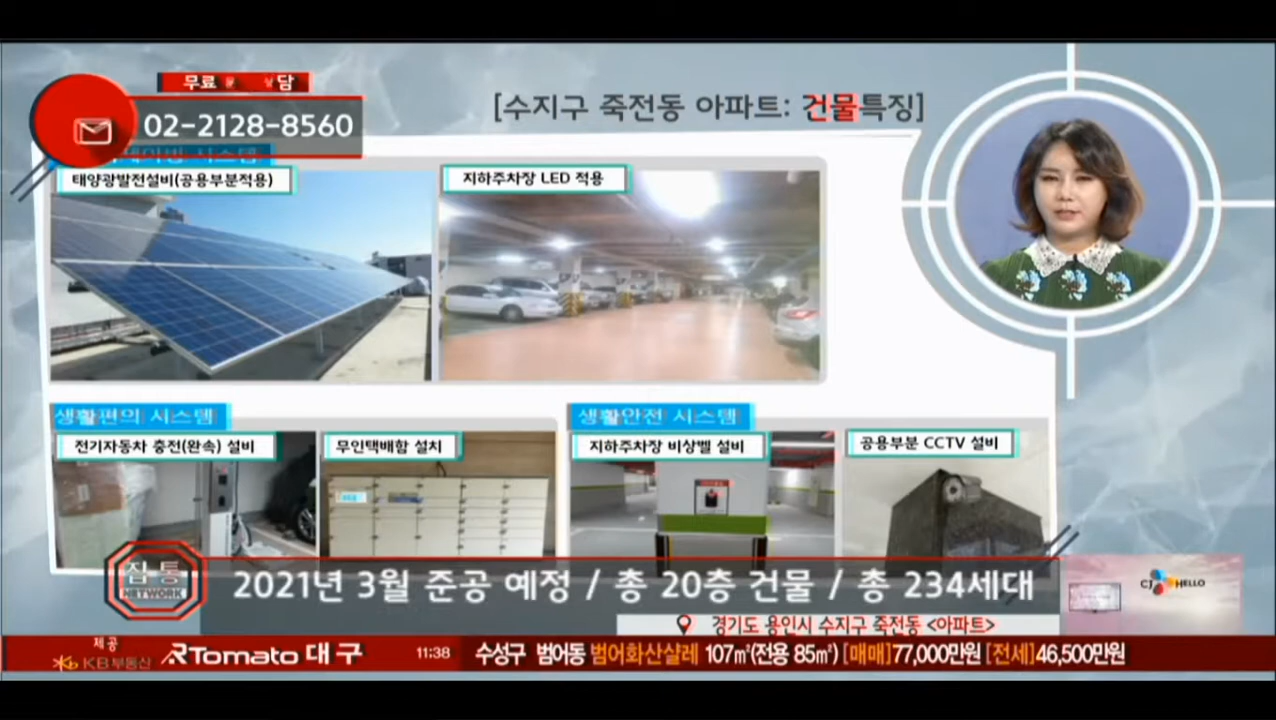 무료 담
02-2128-8560
[수지구 죽전동 아파트: 건물특징]
시스템
태양광발전설비(공용부분적용)
지하주차장 LED 적용
생활편의 시스템
전기자동차 충전(완속) 설비
무인택배함 설치
생활안전 시스템
지하주차장 비상벨 설비
공용부분 CCTV 설비
집통
NETWORK
2021년 3월 준공 예정 / 총 20층 건물 / 총 234세대
경기도 용인시 수지구 죽전동 <아파트>
CJ HELLO
제공
KB부동산
RTomato 대구
11:38
수성구 범어동 범어화산샬레 107㎡(전용 85㎡) [매매]77,000만원 [전세]46,500만원